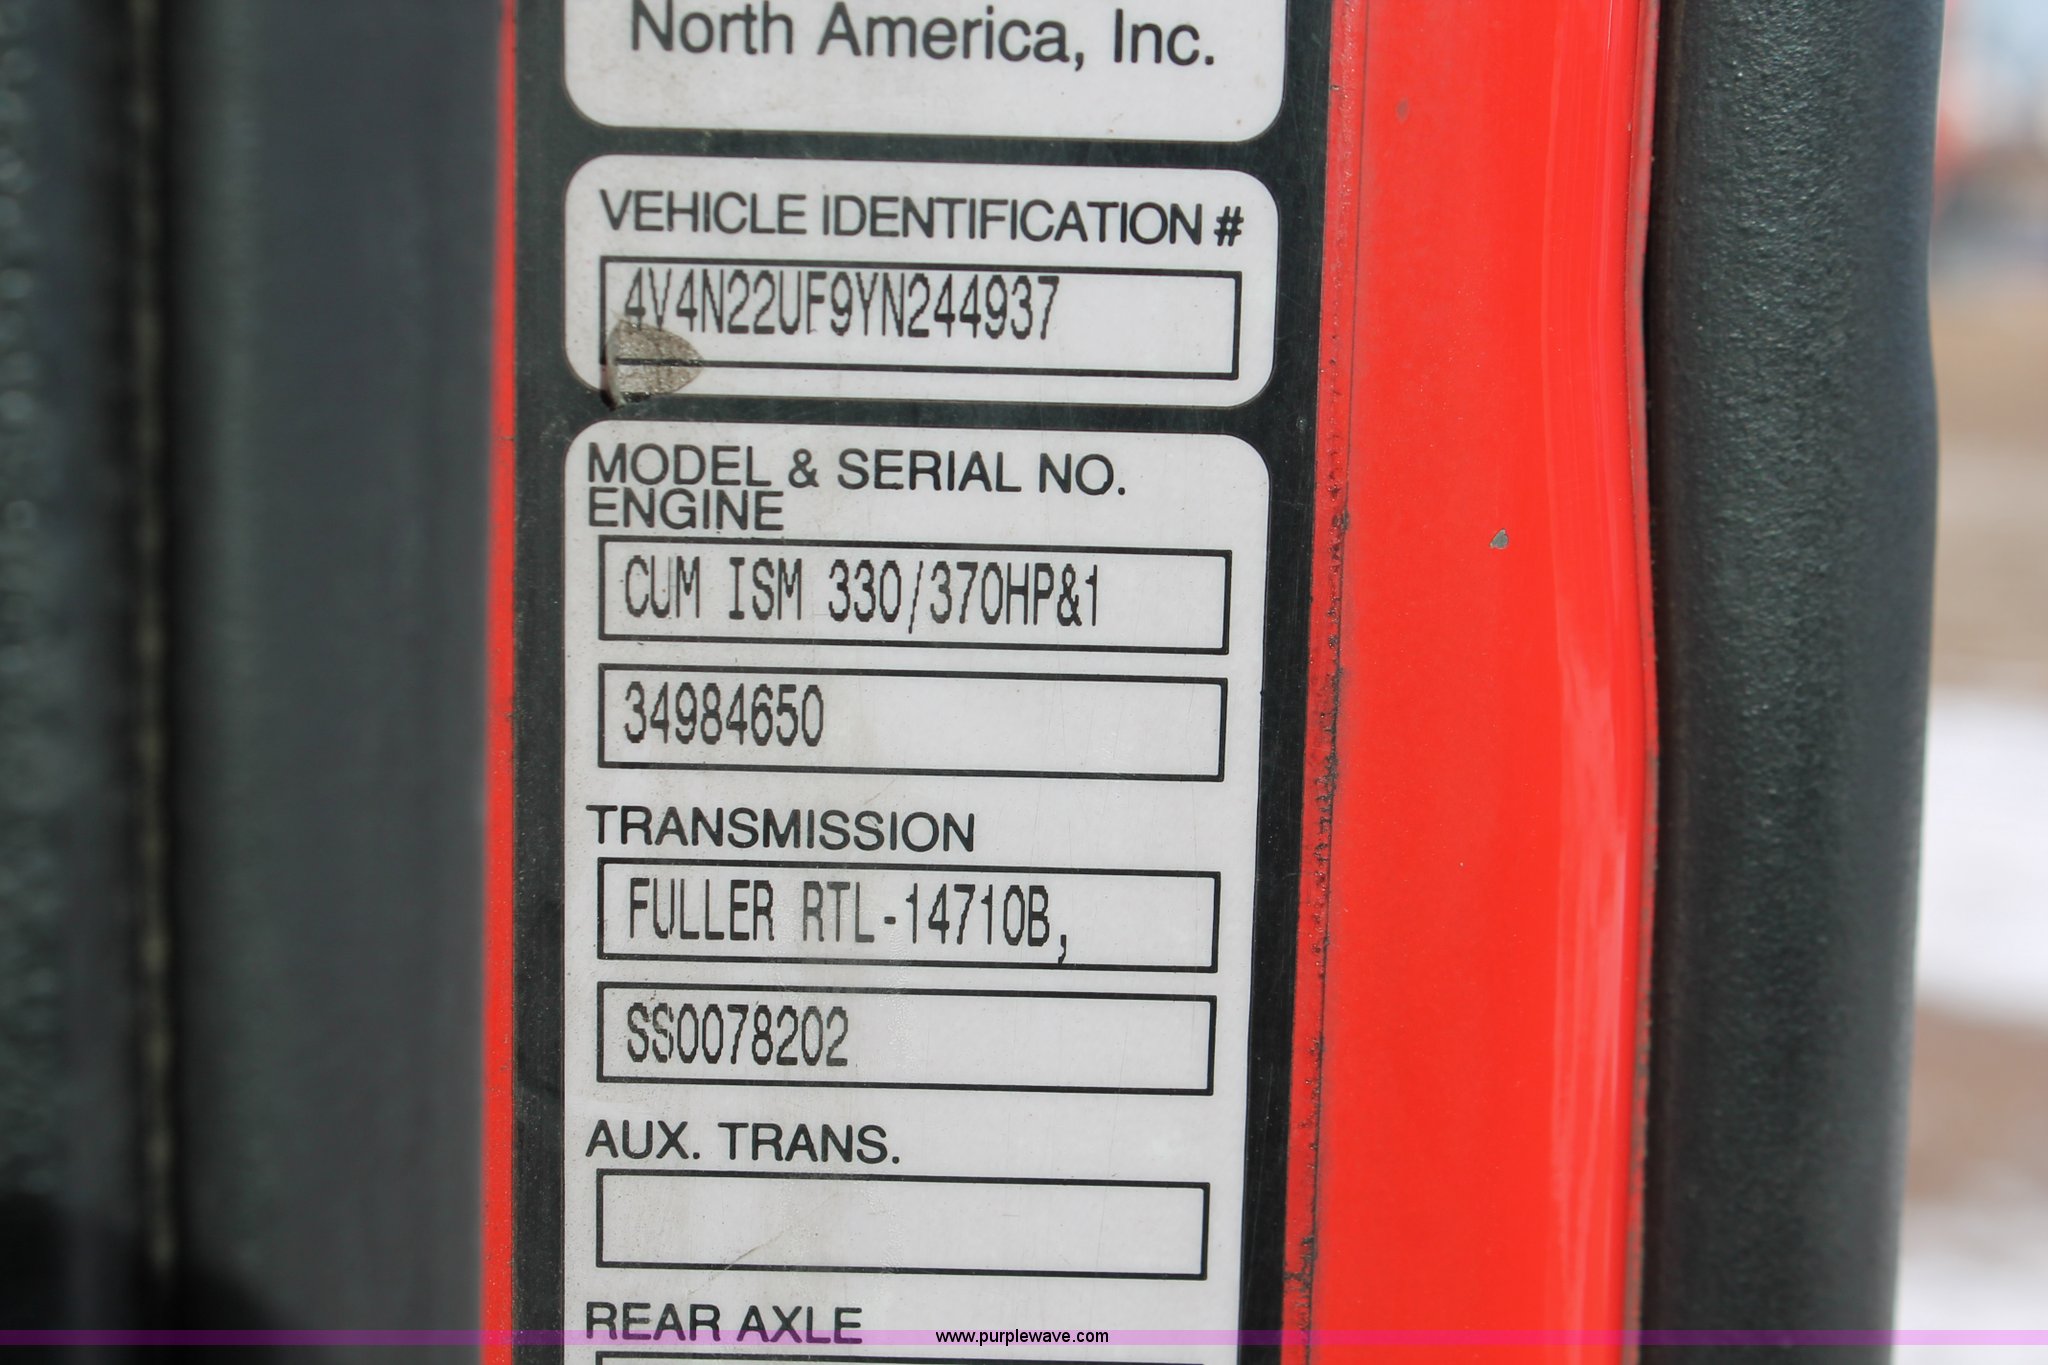 North America, Inc.
VEHICLE IDENTIFICATION #
4V4N22UF9YN244937
MODEL & SERIAL NO.
ENGINE
CUM ISM 330/370HP&1
34984650
TRANSMISSION
FULLER RTL-14710B,
SS0078202
AUX. TRANS.
REAR AXLE
www.purplewave.com